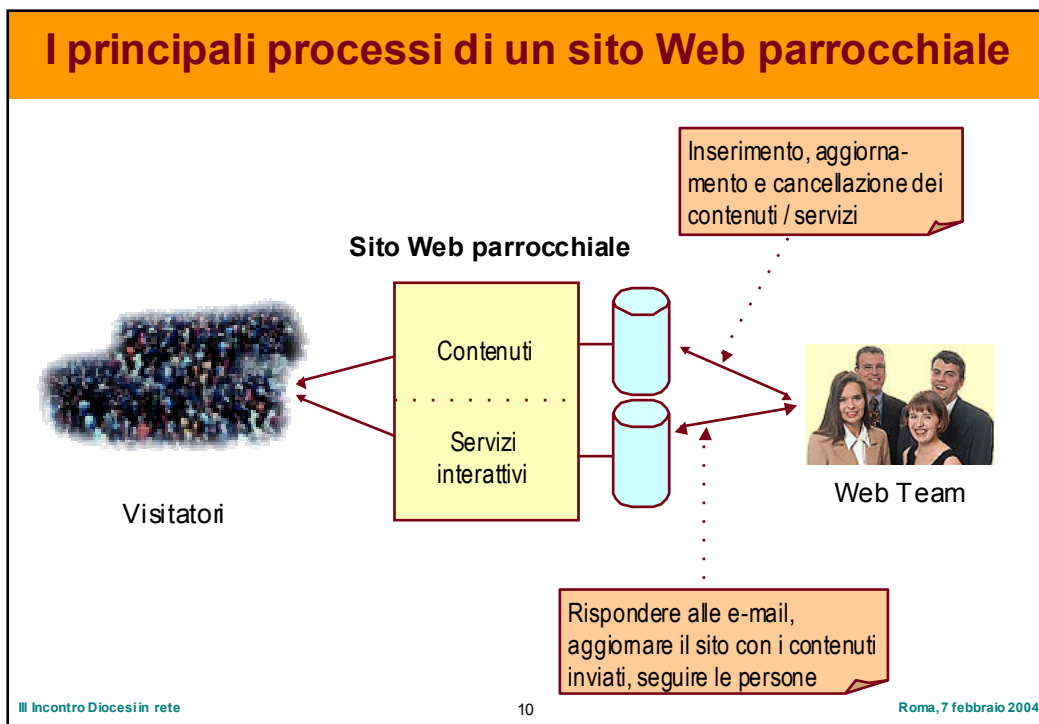 I principali processi di un sito Web parrocchiale
Inserimento, aggiorna-
mento e cancellazione dei
contenuti / servizi
Sito Web parrocchiale
Contenuti
Servizi
interattivi
Visitatori
Web Team
Rispondere alle e-mail,
aggiornare il sito con i contenuti
inviati, seguire le persone
III Incontro Diocesi in rete
10
Roma, 7 febbraio 2004